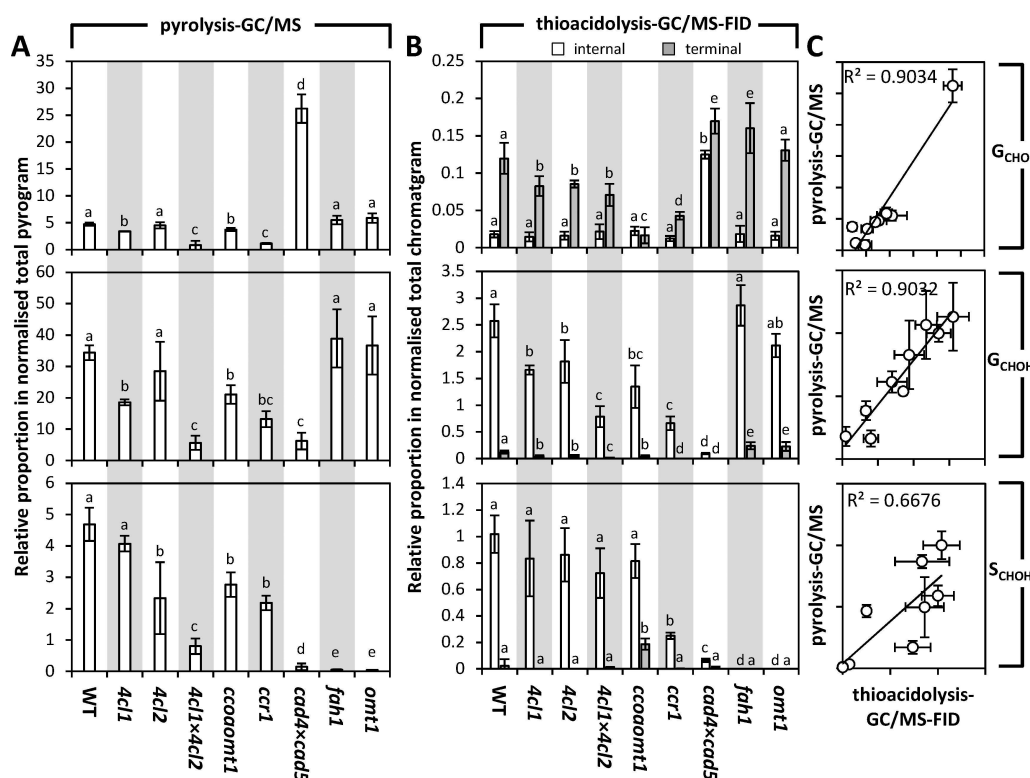 pyrolysis-GC/MS
thioacidolysis-GC/MS-FID
A
B
C
internal
terminal
Relative proportion in normalised total pyrogram
35
30
25
20
15
10
5
0
a b a c b c d a a
60
50
40
30
20
10
0
a b a c b bc c a a
6
5
4
3
2
1
0
a a b c b b d e e
WT
4cl1
4cl2
4cl1×4cl2
ccoaomt1
ccr1
cad4×cad5
fah1
omt1
Relative proportion in normalised total chromatgram
0.25
0.2
0.15
0.1
0.05
0
a a a b a b a b a c a d b e a e a a
3.5
3
2.5
2
1.5
1
0.5
0
a a b b b b c c bc b c d d d a e ab e
1.4
1.2
1
0.8
0.6
0.4
0.2
0
a a a a a a a a b b a c a d a d a
WT
4cl1
4cl2
4cl1×4cl2
ccoaomt1
ccr1
cad4×cad5
fah1
omt1
R² = 0.9034
pyrolysis-GC/MS
GCHO
R² = 0.9032
pyrolysis-GC/MS
GCHOH
R² = 0.6676
pyrolysis-GC/MS
SCHOH
thioacidolysis-
GC/MS-FID